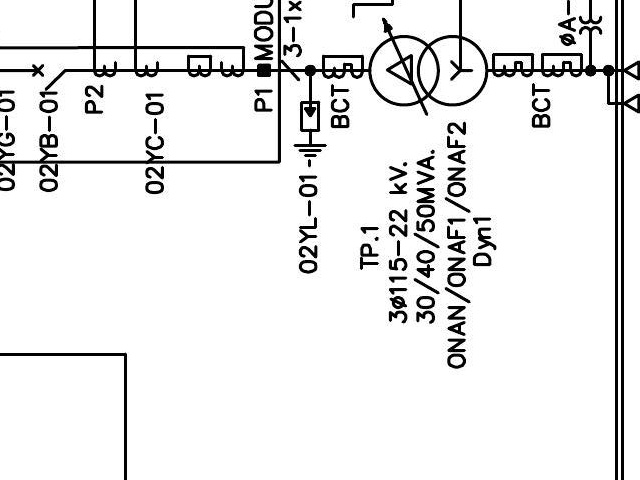 02YG-01
02YB-01
P2
02YC-01
P1
MODU
3-1x
02YL-01
BCT
TP.1
3ø115-22 kV.
30/40/50MVA.
ONAN/ONAF1/ONAF2
Dyn1
BCT
øA-